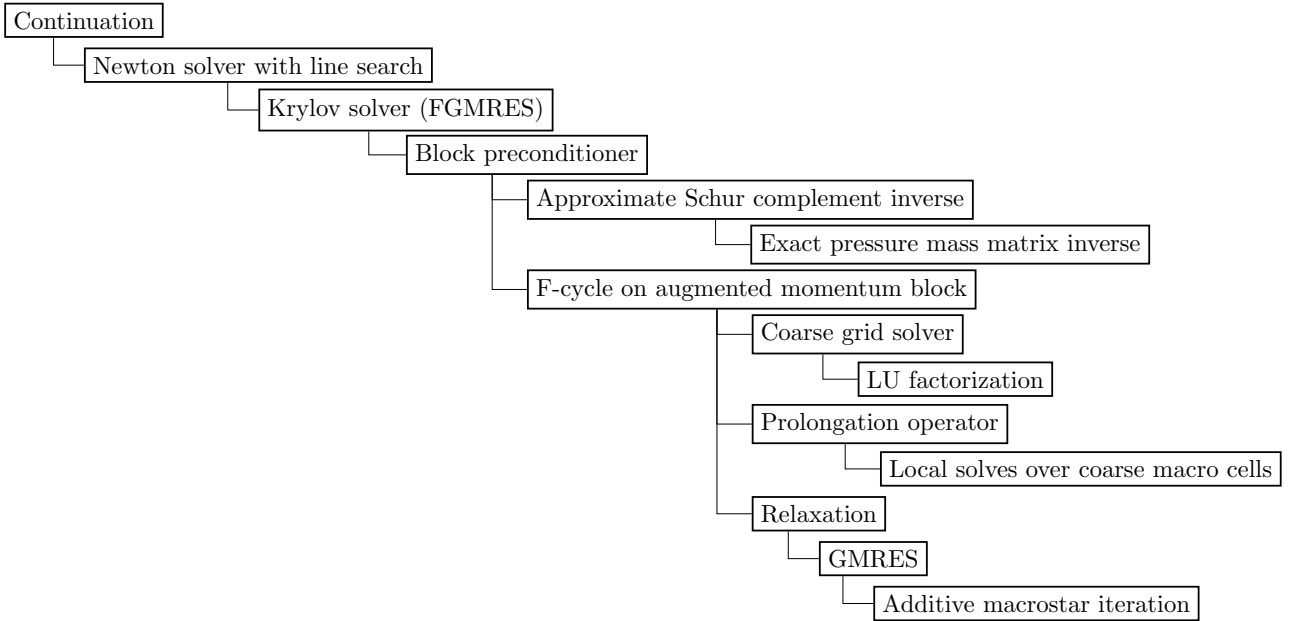 Continuation
Newton solver with line search
Krylov solver (FGMRES)
Block preconditioner
Approximate Schur complement inverse
Exact pressure mass matrix inverse
F-cycle on augmented momentum block
Coarse grid solver
LU factorization
Prolongation operator
Local solves over coarse macro cells
Relaxation
GMRES
Additive macrostar iteration